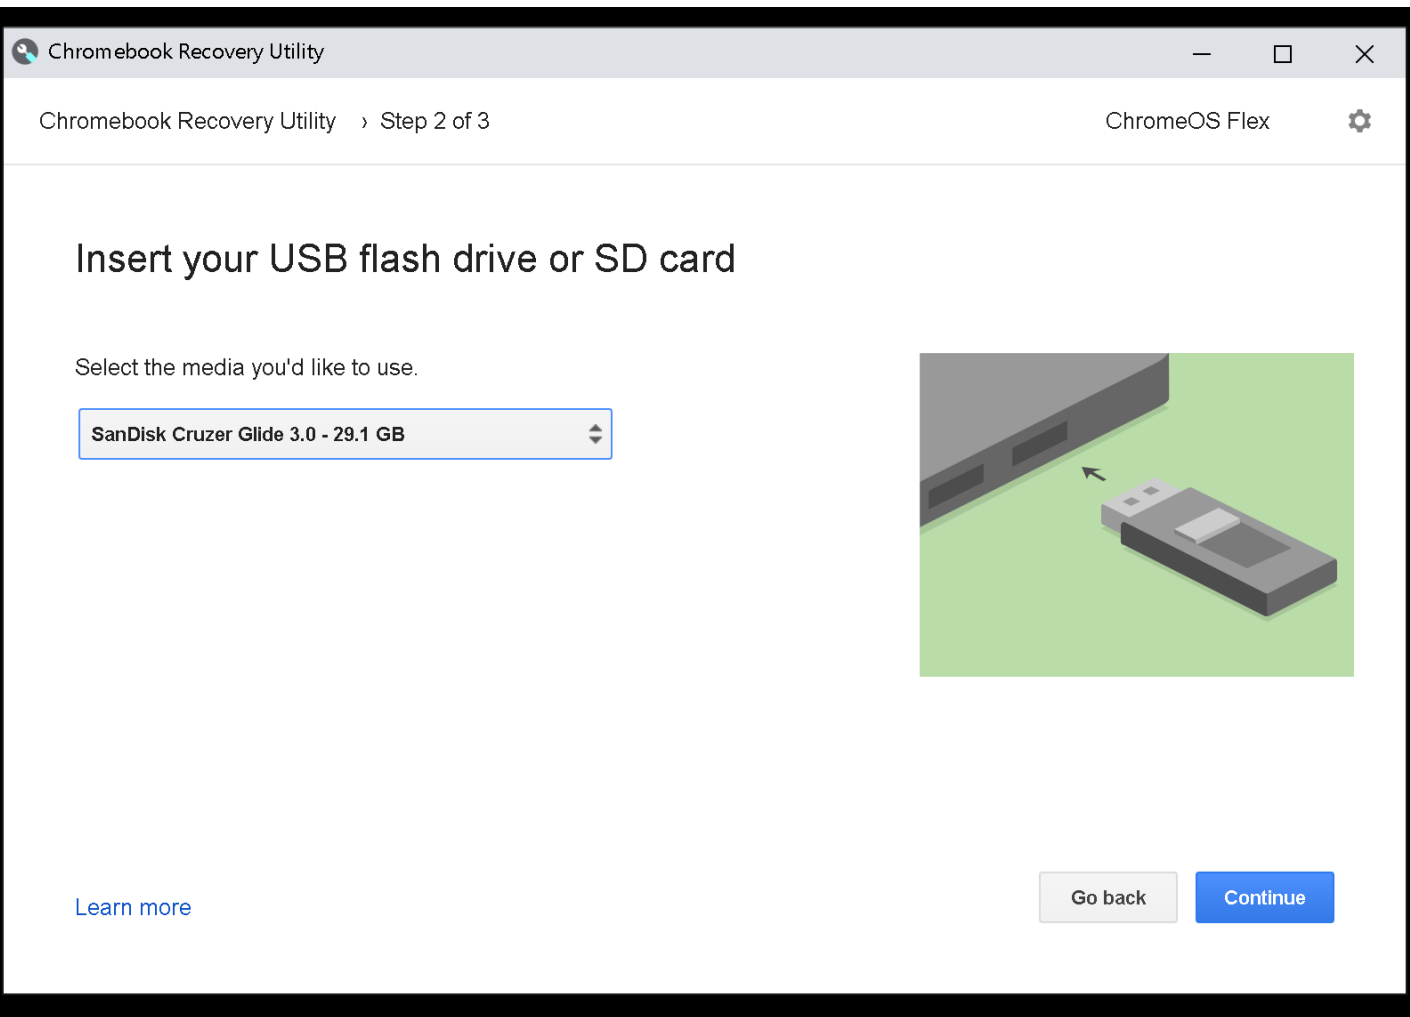 Chromebook Recovery Utility
Chromebook Recovery Utility › Step 2 of 3
ChromeOS Flex
Insert your USB flash drive or SD card
Select the media you'd like to use.
SanDisk Cruzer Glide 3.0 - 29.1 GB
Learn more
Go back
Continue